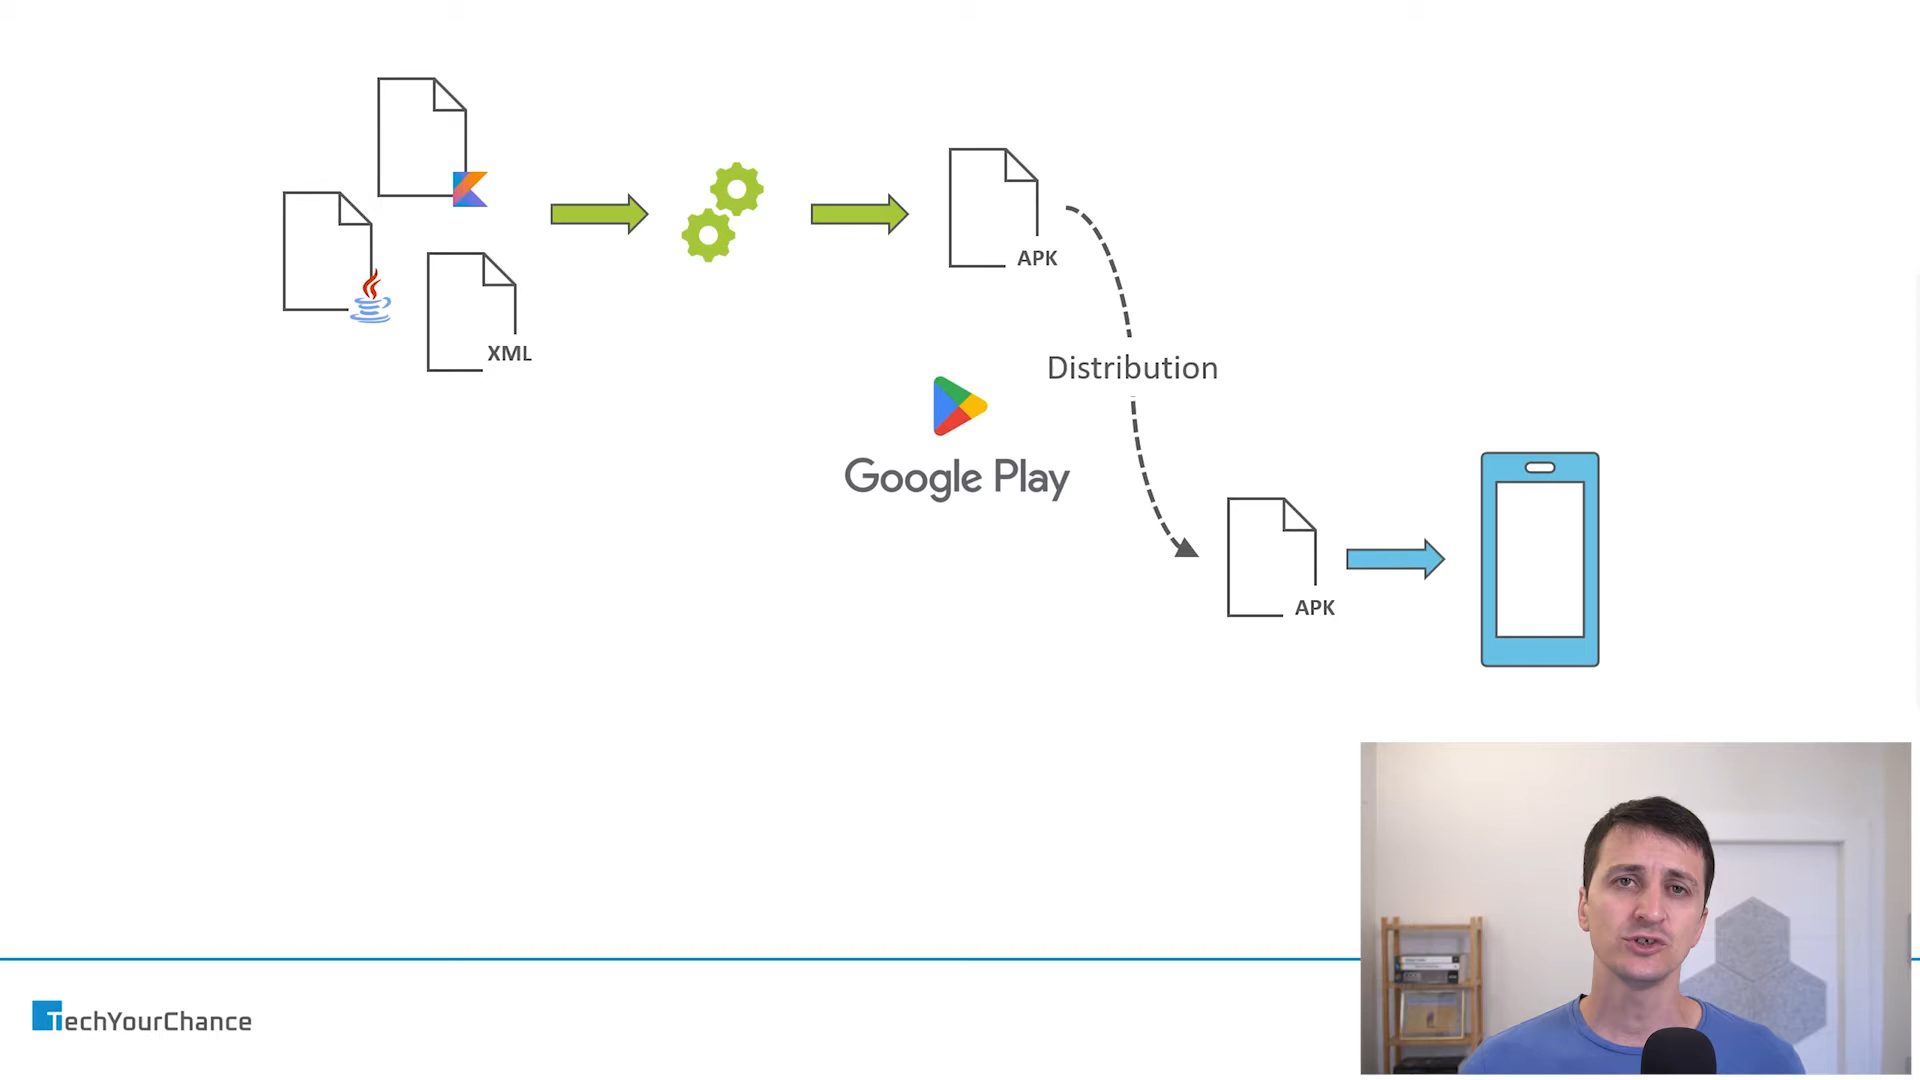 XML
APK
Distribution
Google Play
APK
TechYourChance